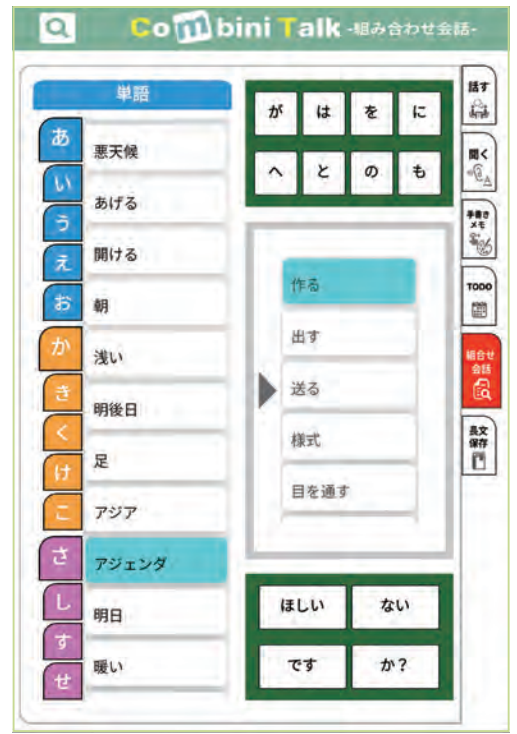 Combini Talk -組み合わせ会話-
単語
あ
い
う
え
お
か
き
く
け
こ
さ
し
す
せ
悪天候
あげる
開ける
朝
浅い
明後日
足
アジア
アジェンダ
明日
暖い
が は を に
へ と の も
作る
出す
送る
様式
目を通す
ほしい ない
です か?
話す
聞く
手書き
メモ
TODO
組合せ
会話
長文
保存